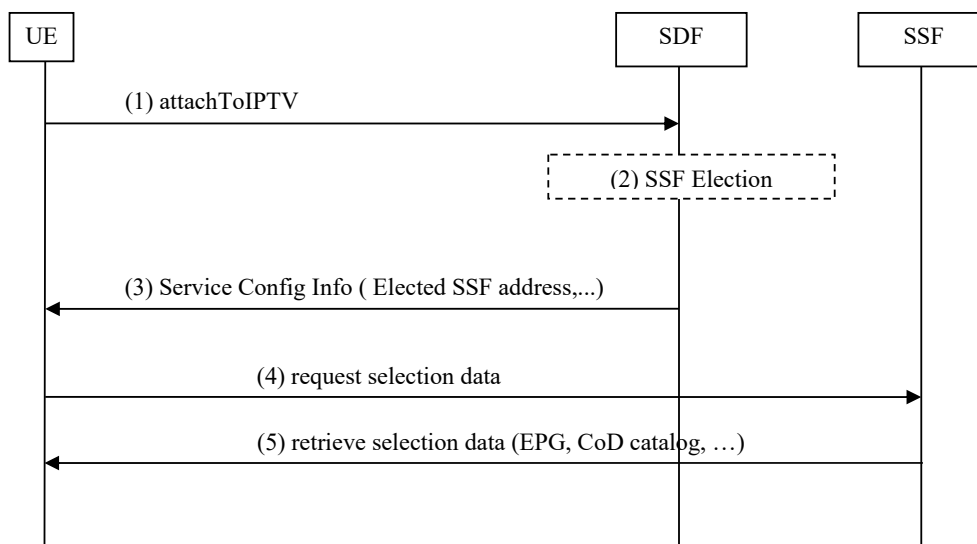 UE
SDF
SSF
(1) attachToIPTV
(2) SSF Election
(3) Service Config Info ( Elected SSF address,...)
(4) request selection data
(5) retrieve selection data (EPG, CoD catalog, …)